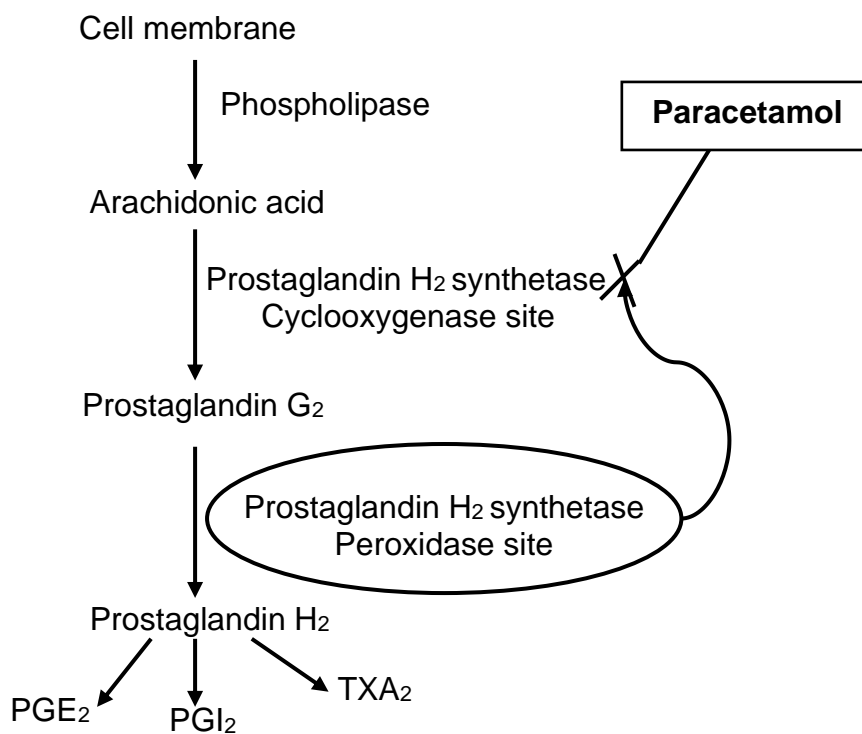 Cell membrane
Phospholipase
Paracetamol
Arachidonic acid
Prostaglandin H2 synthetase
Cyclooxygenase site
Prostaglandin G2
Prostaglandin H2 synthetase
Peroxidase site
Prostaglandin H2
PGE2
PGI2
TXA2